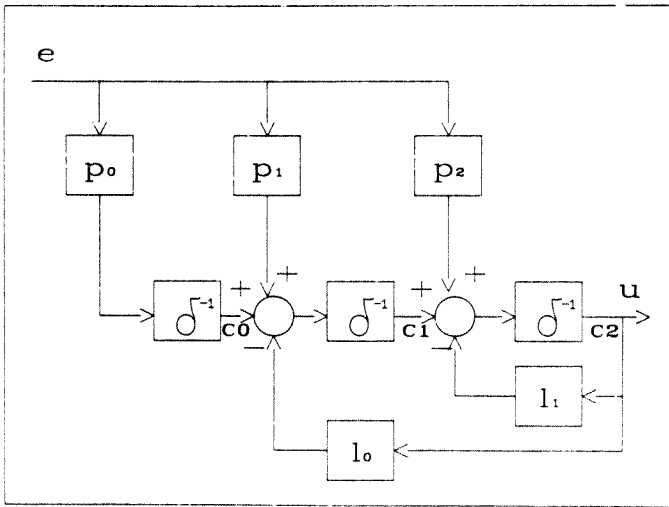 e
p₀ p₁ p₂
+ + + +
δ⁻¹ δ⁻¹ δ⁻¹ u
c0 c1 c2
− −
l₁
l₀